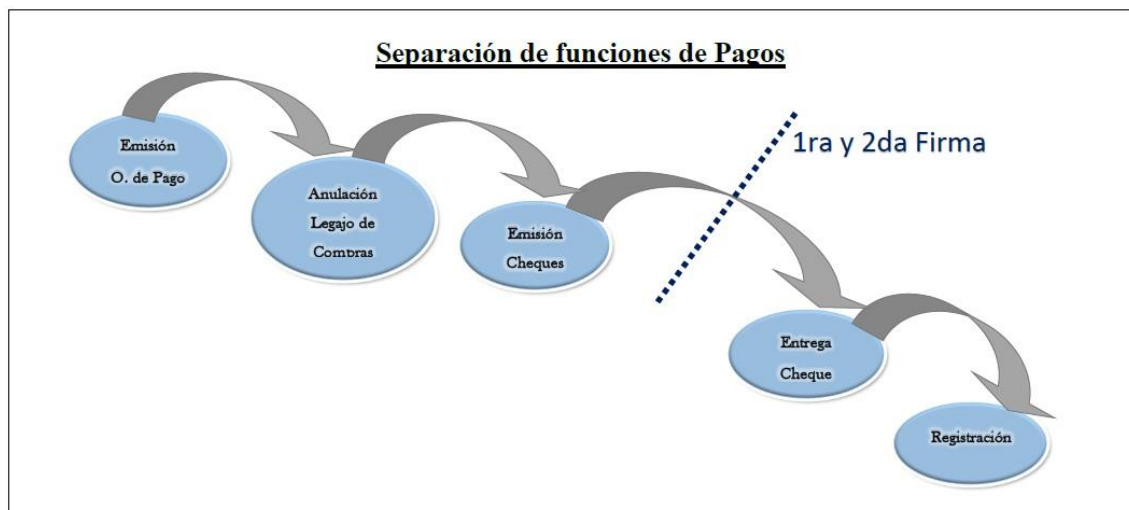 Separación de funciones de Pagos
Emisión
O. de Pago
Anulación
Legajo de
Compras
Emisión
Cheques
1ra y 2da Firma
Entrega
Cheque
Registración